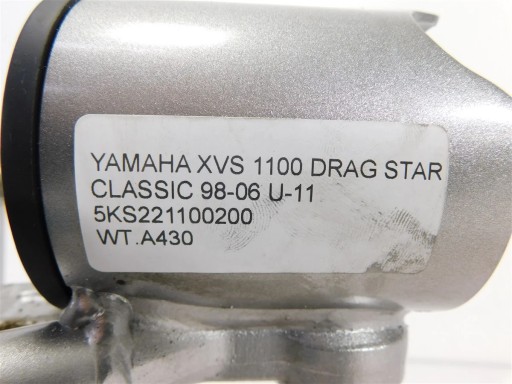 YAMAHA XVS 1100 DRAG STAR
CLASSIC 98-06 U-11
5KS221100200
WT.A430